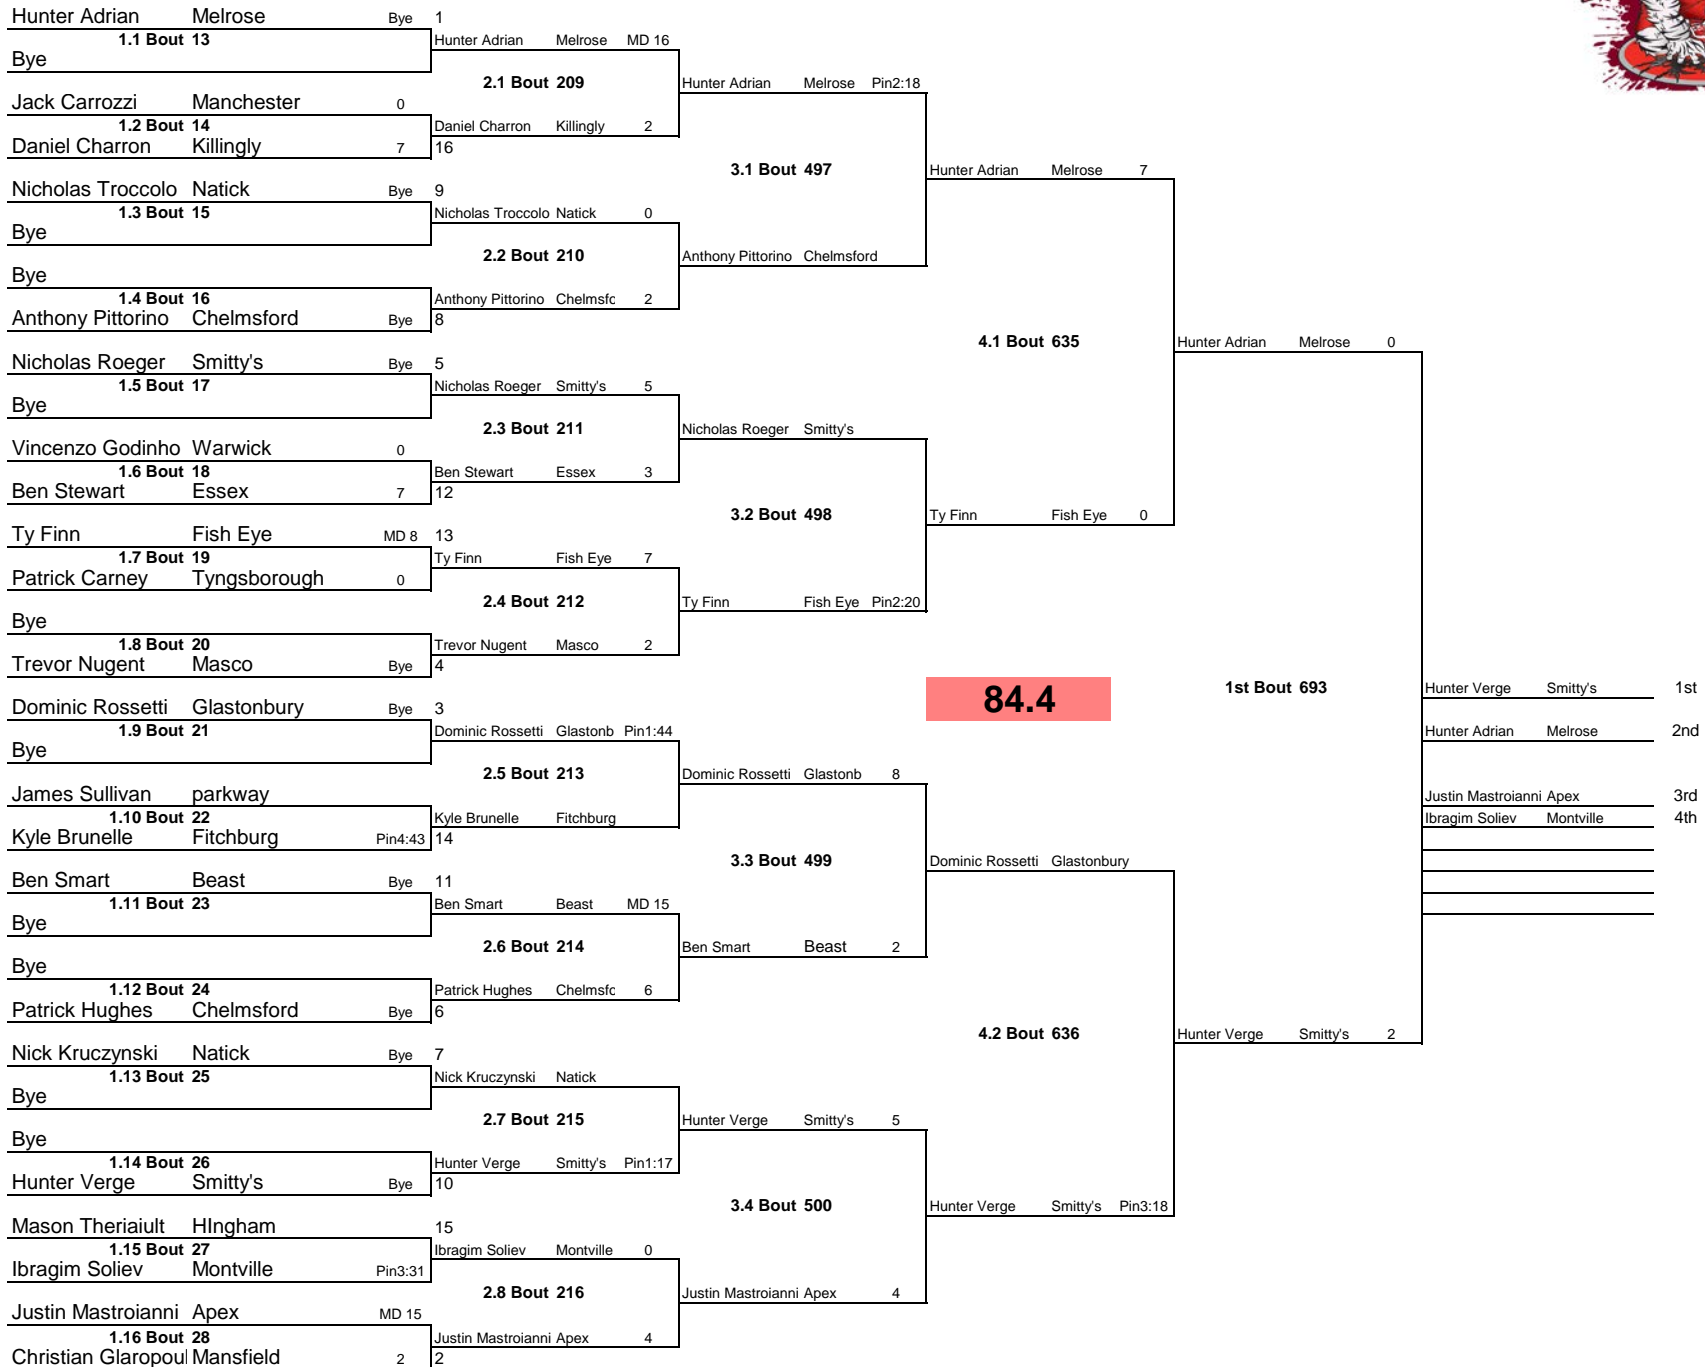 Hunter Adrian Melrose Bye 1
1.1 Bout 13
Bye
Hunter Adrian Melrose MD 16
2.1 Bout 209
Hunter Adrian Melrose Pin2:18
Jack Carrozzi Manchester 0
1.2 Bout 14
Daniel Charron Killingly 7 16
Daniel Charron Killingly 2
3.1 Bout 497
Hunter Adrian Melrose 7
Nicholas Troccolo Natick Bye 9
1.3 Bout 15
Bye
Nicholas Troccolo Natick 0
2.2 Bout 210
Anthony Pittorino Chelmsford
Bye
1.4 Bout 16
Anthony Pittorino Chelmsford Bye 8
Anthony Pittorino Chelmsfc 2
4.1 Bout 635
Hunter Adrian Melrose 0
Nicholas Roeger Smitty's Bye 5
1.5 Bout 17
Bye
Nicholas Roeger Smitty's 5
2.3 Bout 211
Nicholas Roeger Smitty's
Vincenzo Godinho Warwick 0
1.6 Bout 18
Ben Stewart Essex 7 12
Ben Stewart Essex 3
3.2 Bout 498
Ty Finn Fish Eye 0
Ty Finn Fish Eye MD 8 13
1.7 Bout 19
Patrick Carney Tyngsborough 0
Ty Finn Fish Eye 7
2.4 Bout 212
Ty Finn Fish Eye Pin2:20
Bye
1.8 Bout 20
Trevor Nugent Masco Bye 4
Trevor Nugent Masco 2
84.4
1st Bout 693
Hunter Verge Smitty's 1st
Hunter Adrian Melrose 2nd
Justin Mastroianni Apex 3rd
Ibragim Soliev Montville 4th
Dominic Rossetti Glastonbury Bye 3
1.9 Bout 21
Bye
Dominic Rossetti Glastonb Pin1:44
2.5 Bout 213
Dominic Rossetti Glastonb 8
James Sullivan parkway
1.10 Bout 22
Kyle Brunelle Fitchburg Pin4:43 14
Kyle Brunelle Fitchburg
3.3 Bout 499
Dominic Rossetti Glastonbury
Ben Smart Beast Bye 11
1.11 Bout 23
Bye
Ben Smart Beast MD 15
2.6 Bout 214
Ben Smart Beast 2
Bye
1.12 Bout 24
Patrick Hughes Chelmsford Bye 6
Patrick Hughes Chelmsfc 6
4.2 Bout 636
Hunter Verge Smitty's 2
Nick Kruczynski Natick Bye 7
1.13 Bout 25
Bye
Nick Kruczynski Natick
2.7 Bout 215
Hunter Verge Smitty's 5
Bye
1.14 Bout 26
Hunter Verge Smitty's Bye 10
Hunter Verge Smitty's Pin1:17
3.4 Bout 500
Hunter Verge Smitty's Pin3:18
Mason Theriaiult HIngham 15
1.15 Bout 27
Ibragim Soliev Montville Pin3:31
Ibragim Soliev Montville 0
2.8 Bout 216
Justin Mastroianni Apex 4
Justin Mastroianni Apex MD 15
1.16 Bout 28
Christian Glaropoul Mansfield 2 2
Justin Mastroianni Apex 4